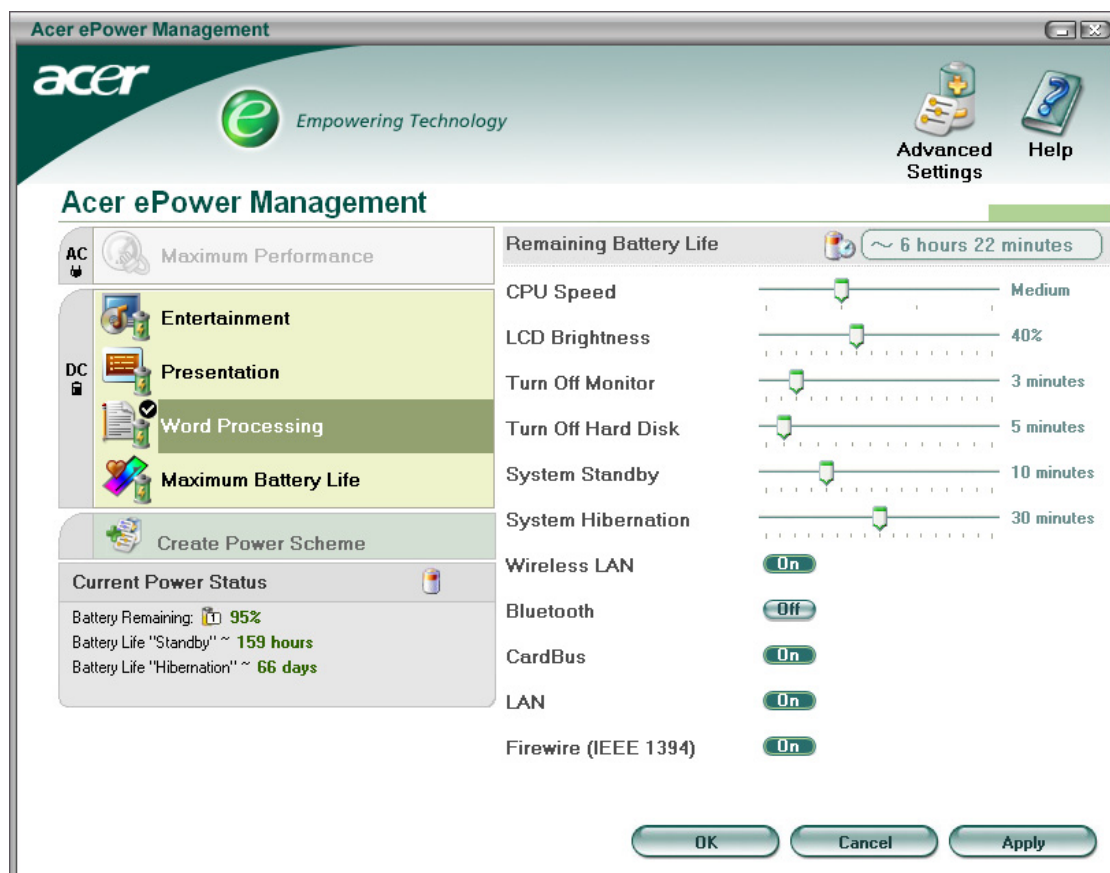 Acer ePower Management
acer
e Empowering Technology
Advanced Settings
Help
Acer ePower Management
AC
Maximum Performance
DC
Entertainment
Presentation
Word Processing
Maximum Battery Life
Create Power Scheme
Current Power Status
Battery Remaining: 1 95%
Battery Life "Standby" ~ 159 hours
Battery Life "Hibernation" ~ 66 days
Remaining Battery Life ~ 6 hours 22 minutes
CPU Speed Medium
LCD Brightness 40%
Turn Off Monitor 3 minutes
Turn Off Hard Disk 5 minutes
System Standby 10 minutes
System Hibernation 30 minutes
Wireless LAN On
Bluetooth Off
CardBus On
LAN On
Firewire (IEEE 1394) On
OK Cancel Apply